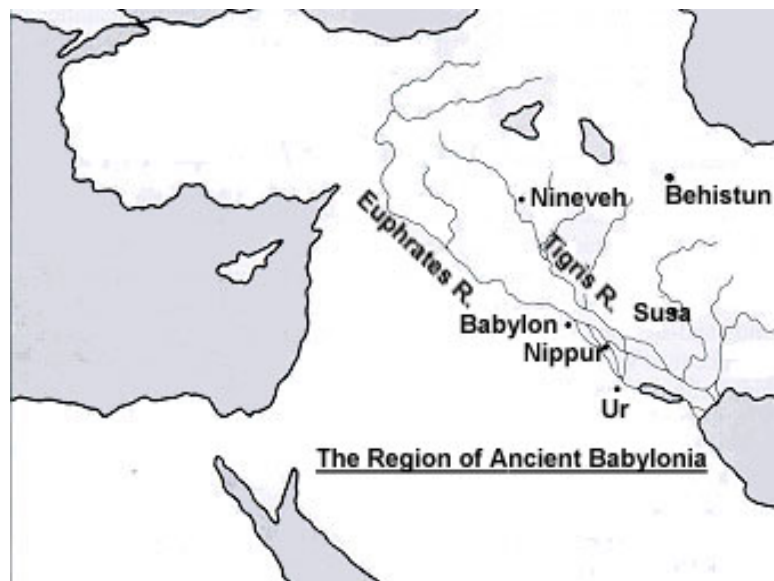 Nineveh
Behistun
Euphrates R.
Tigris R.
Susa
Babylon
Nippur
Ur
The Region of Ancient Babylonia